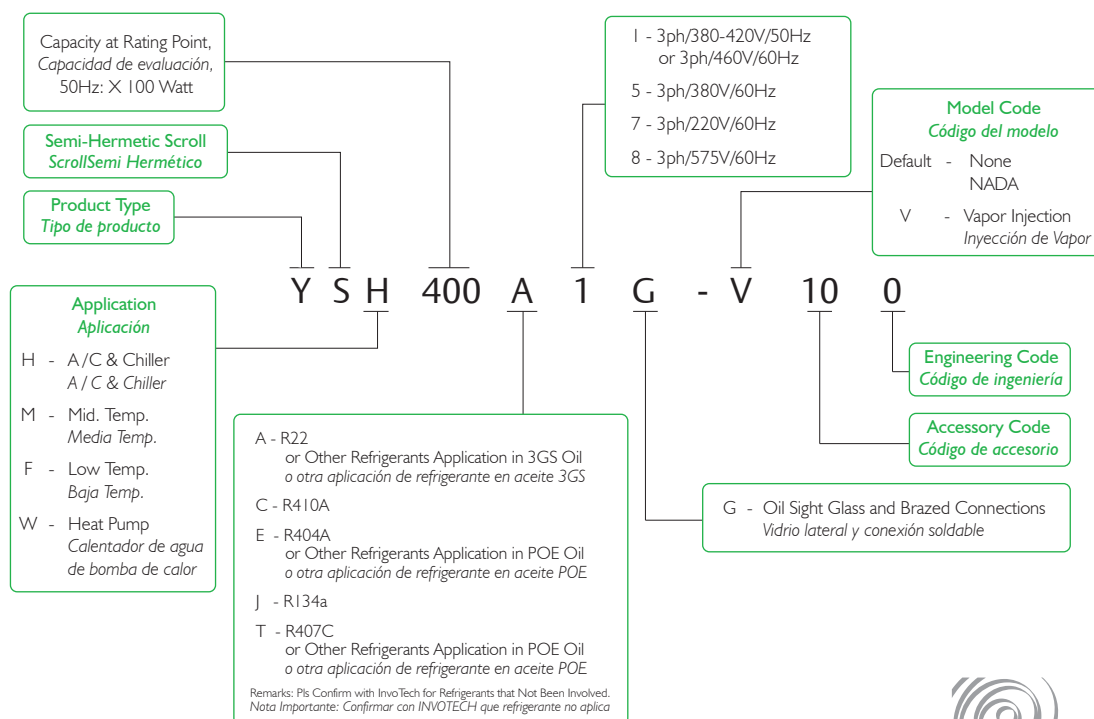 Capacity at Rating Point,
Capacidad de evaluación,
50Hz: X 100 Watt
Semi-Hermetic Scroll
ScrollSemi Hermético
Product Type
Tipo de producto
1 - 3ph/380-420V/50Hz
or 3ph/460V/60Hz
5 - 3ph/380V/60Hz
7 - 3ph/220V/60Hz
8 - 3ph/575V/60Hz
Model Code
Código del modelo
Default - None
NADA
V - Vapor Injection
Inyección de Vapor
Y S H 400 A 1 G - V 10 0
Application
Aplicación
H - A/C & Chiller
A / C & Chiller
M - Mid. Temp.
Media Temp.
F - Low Temp.
Baja Temp.
W - Heat Pump
Calentador de agua
de bomba de calor
A - R22
or Other Refrigerants Application in 3GS Oil
o otra aplicación de refrigerante en aceite 3GS
C - R410A
E - R404A
or Other Refrigerants Application in POE Oil
o otra aplicación de refrigerante en aceite POE
J - R134a
T - R407C
or Other Refrigerants Application in POE Oil
o otra aplicación de refrigerante en aceite POE
Remarks: Pls Confirm with InvoTech for Refrigerants that Not Been Involved.
Nota Importante: Confirmar con INVOTECH que refrigerante no aplica
Engineering Code
Código de ingeniería
Accessory Code
Código de accesorio
G - Oil Sight Glass and Brazed Connections
Vidrio lateral y conexión soldable